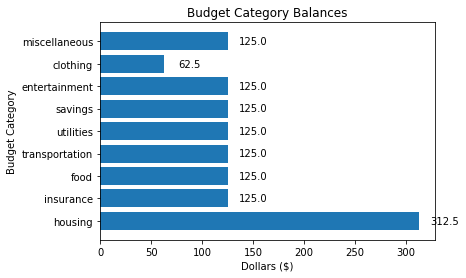 Budget Category Balances
miscellaneous 125.0
clothing 62.5
entertainment 125.0
savings 125.0
utilities 125.0
transportation 125.0
food 125.0
insurance 125.0
housing 312.5
Budget Category
0 50 100 150 200 250 300
Dollars ($)